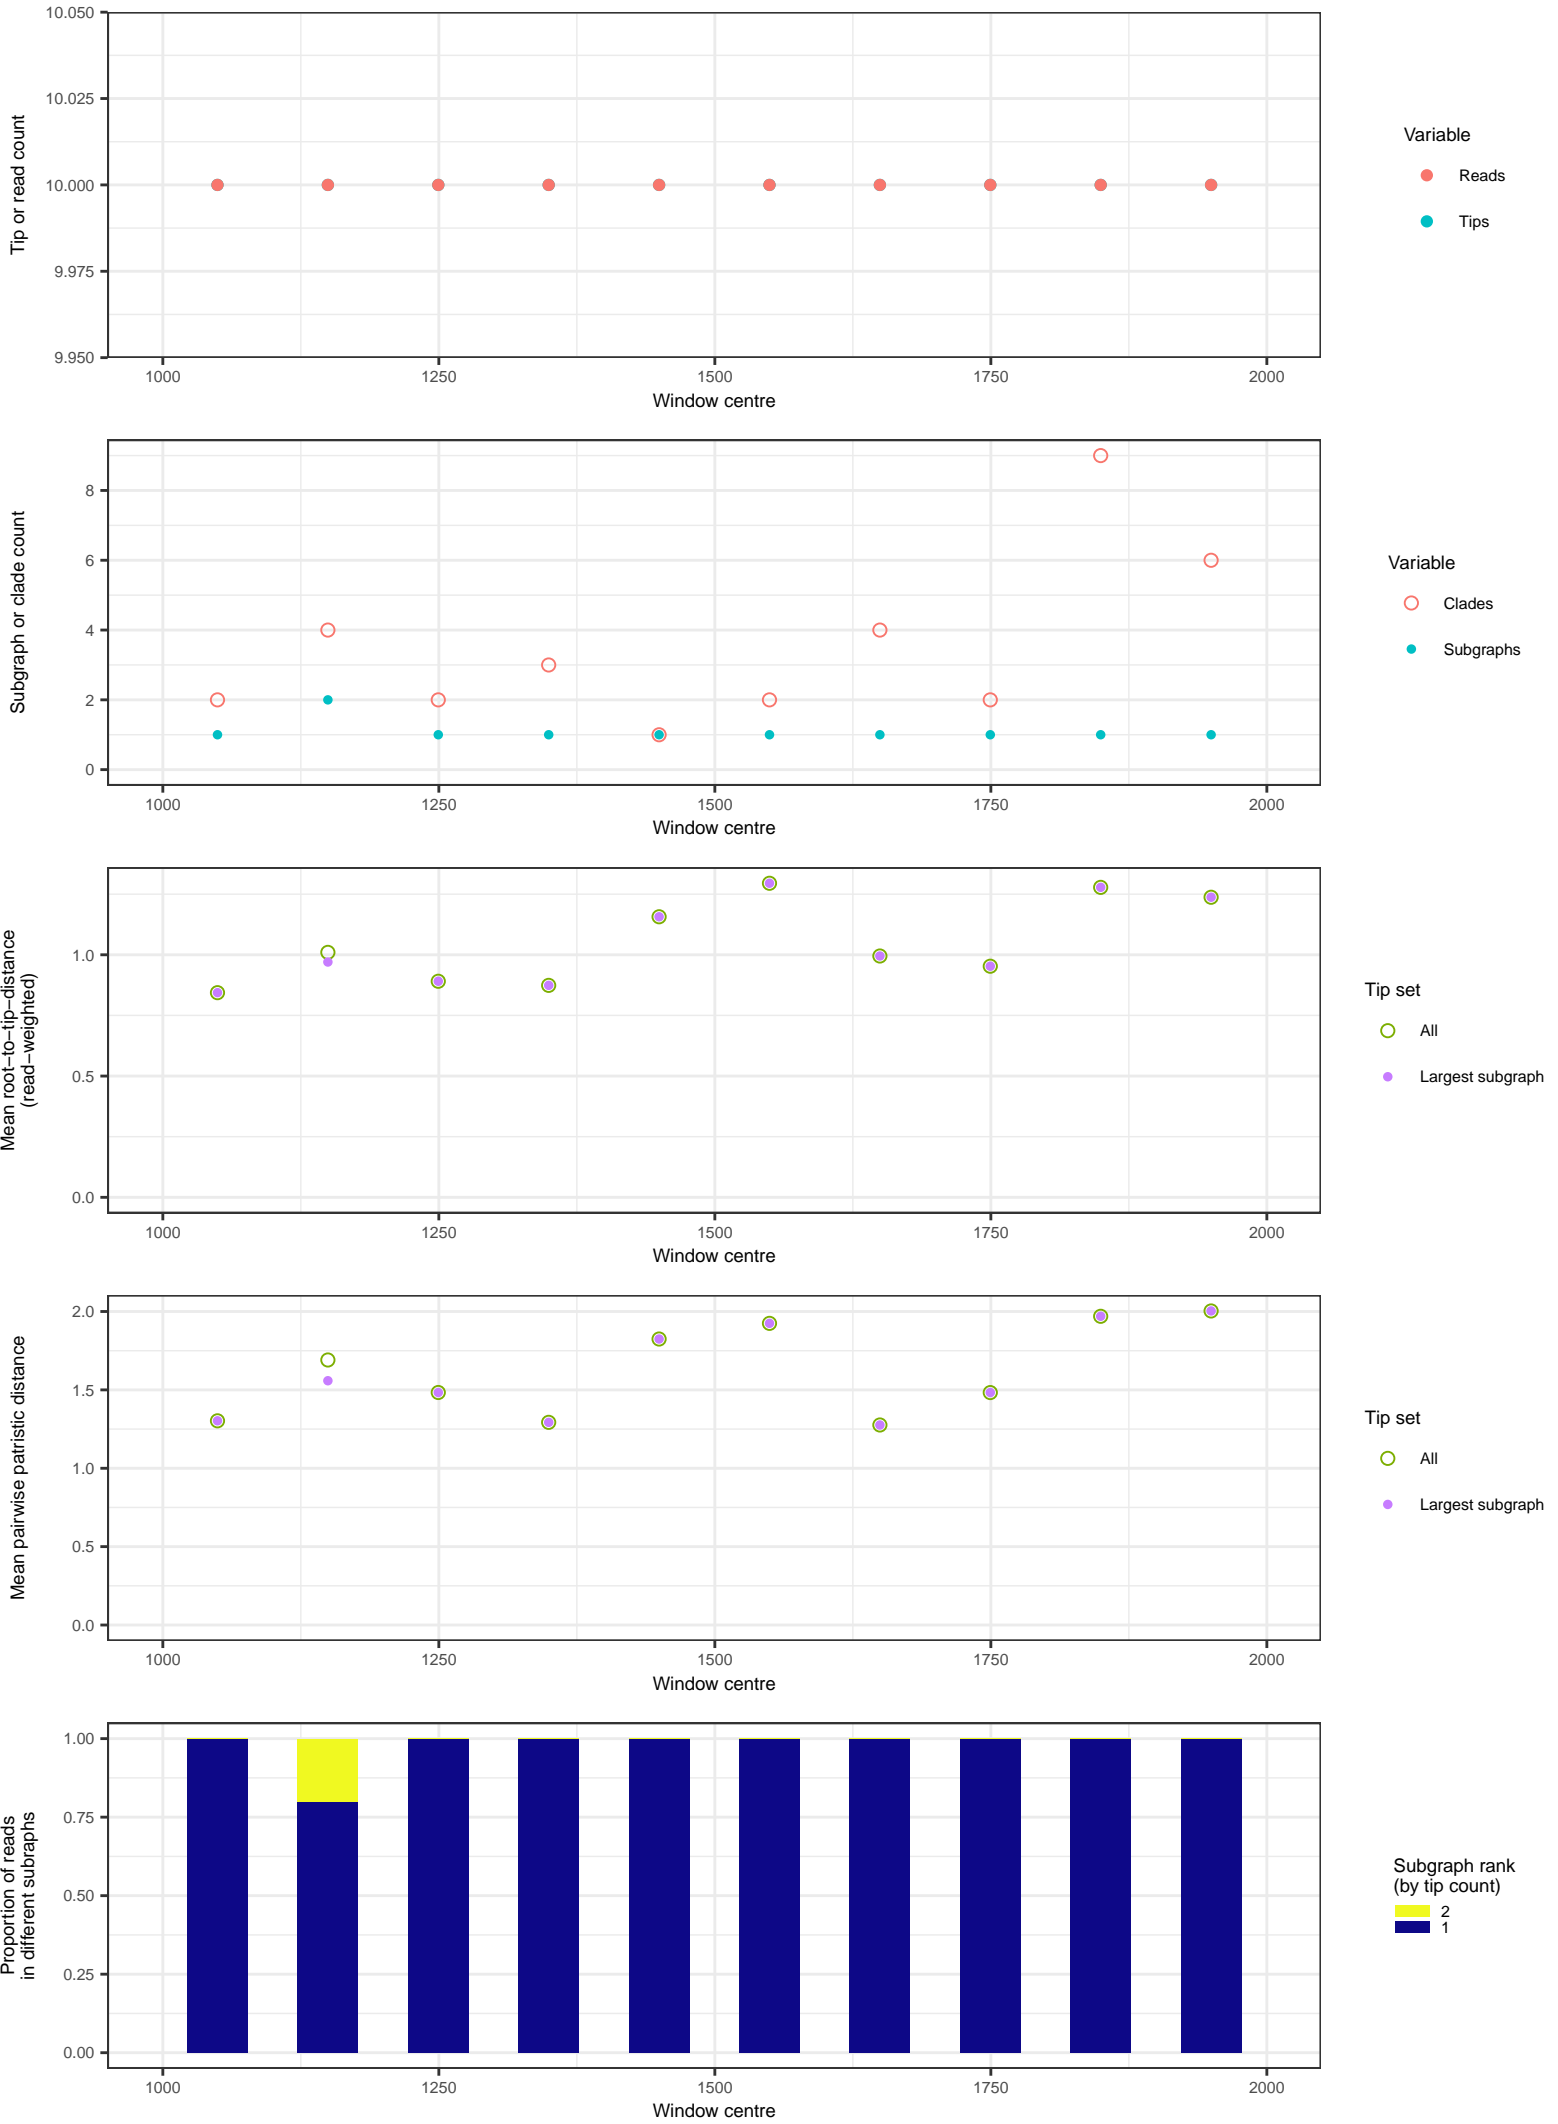 10.050
10.025
10.000
9.975
9.950
Tip or read count
1000 1250 1500 1750 2000
Window centre
Variable
Reads
Tips
8
6
4
2
0
Subgraph or clade count
1000 1250 1500 1750 2000
Window centre
Variable
Clades
Subgraphs
1.0
0.5
0.0
Mean root−to−tip−distance
(read−weighted)
1000 1250 1500 1750 2000
Window centre
Tip set
All
Largest subgraph
2.0
1.5
1.0
0.5
0.0
Mean pairwise patristic distance
1000 1250 1500 1750 2000
Window centre
Tip set
All
Largest subgraph
1.00
0.75
0.50
0.25
0.00
Proportion of reads
in different subraphs
1000 1250 1500 1750 2000
Window centre
Subgraph rank
(by tip count)
2
1